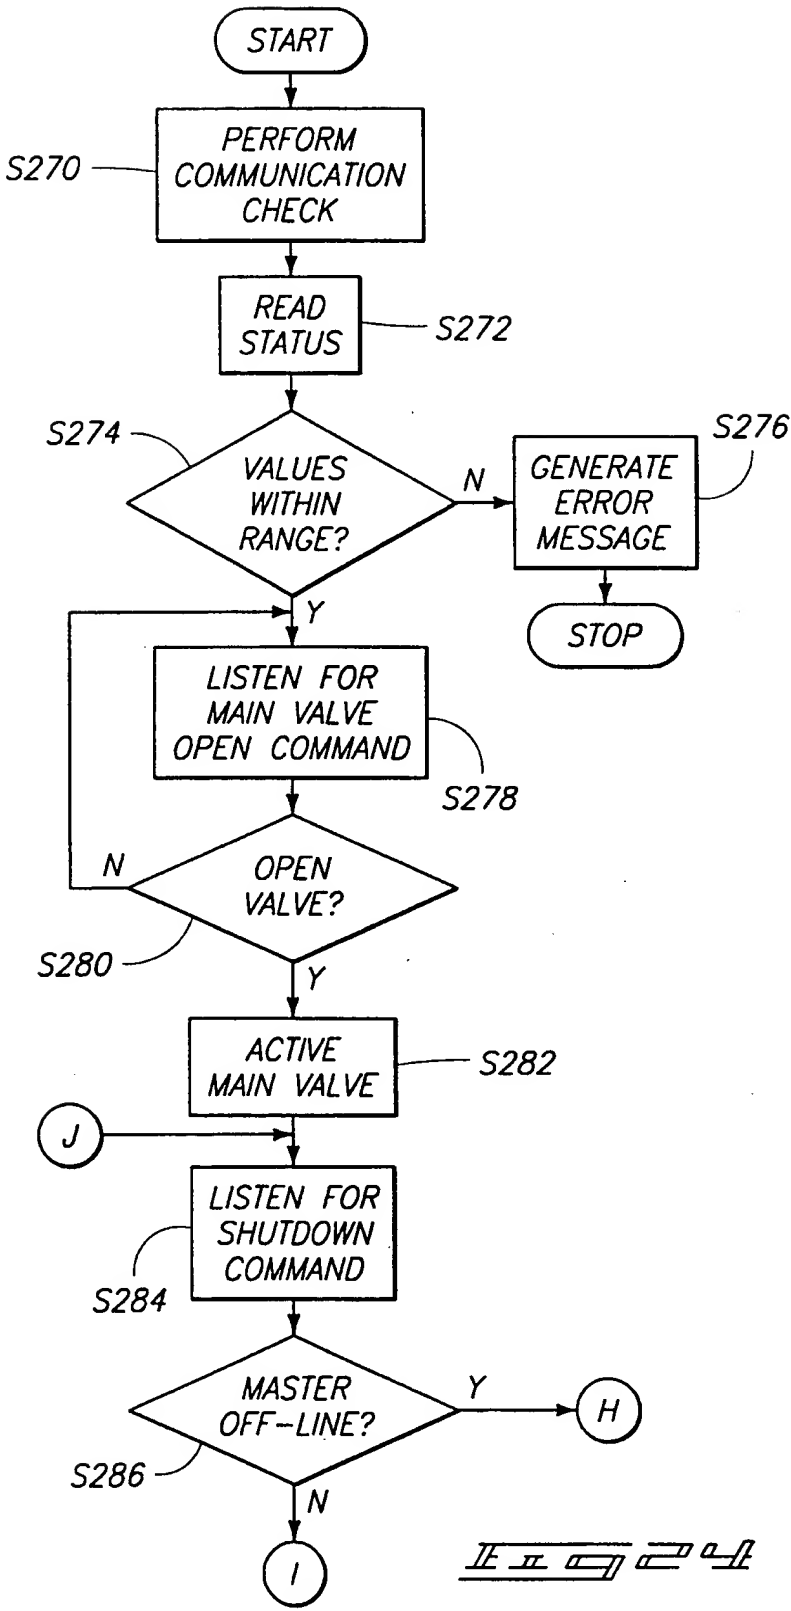 START
PERFORM
COMMUNICATION
CHECK
S270
READ
STATUS
S272
S274
VALUES
WITHIN
RANGE?
N
GENERATE
ERROR
MESSAGE
S276
STOP
Y
LISTEN FOR
MAIN VALVE
OPEN COMMAND
S278
OPEN
VALVE?
N
S280
Y
ACTIVE
MAIN VALVE
S282
J
LISTEN FOR
SHUTDOWN
COMMAND
S284
MASTER
OFF-LINE?
Y
H
S286
N
I
Fig 24